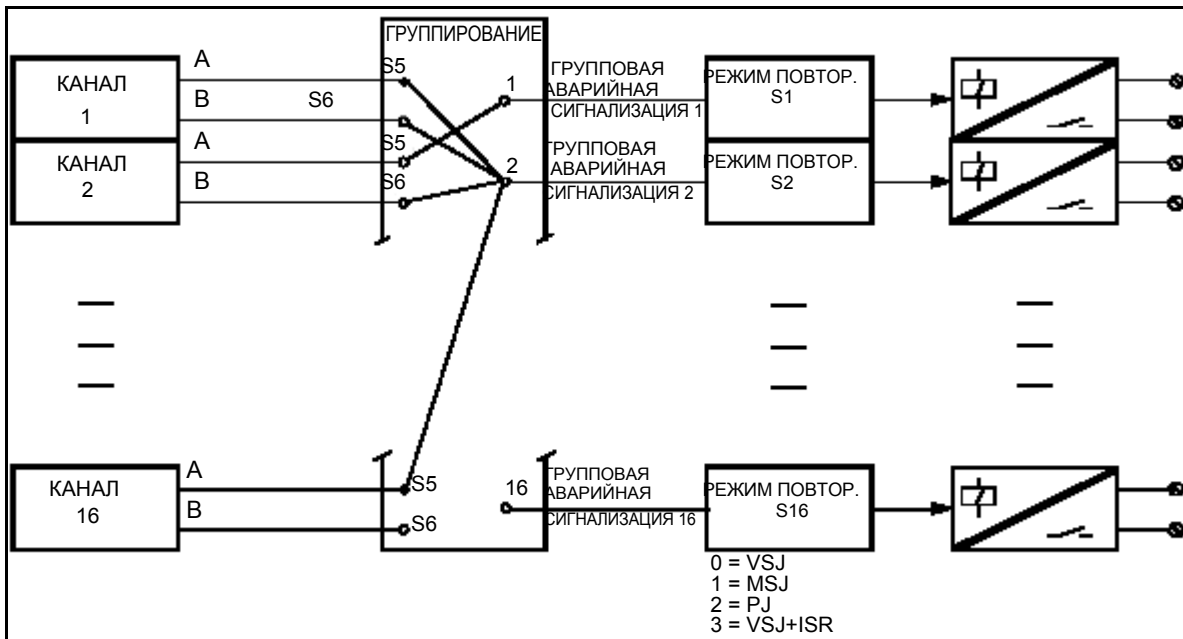 ГРУППИРОВАНИЕ
КАНАЛ
1
A
B
S6
S5
1
ГРУППОВАЯ
АВАРИЙНАЯ
СИГНАЛИЗАЦИЯ 1
РЕЖИМ ПОВТОР.
S1
КАНАЛ
2
A
B
S5
S6
2
ГРУППОВАЯ
АВАРИЙНАЯ
СИГНАЛИЗАЦИЯ 2
РЕЖИМ ПОВТОР.
S2
КАНАЛ
16
A
B
S5
S6
16
ГРУППОВАЯ
АВАРИЙНАЯ
СИГНАЛИЗАЦИЯ 16
РЕЖИМ ПОВТОР.
S16
0 = VSJ
1 = MSJ
2 = PJ
3 = VSJ+ISR